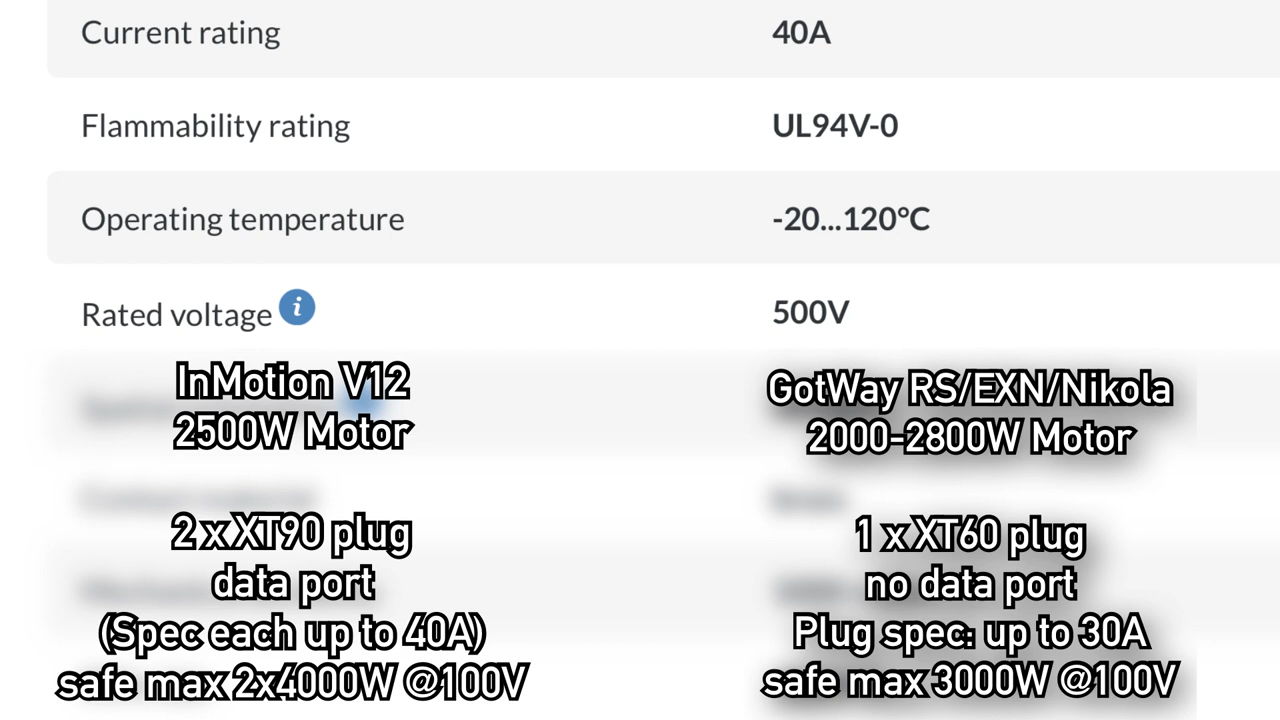 Current rating 40A
Flammability rating UL94V-0
Operating temperature -20...120°C
Rated voltage i 500V
InMotion V12
2500W Motor
2 x XT90 plug
data port
(Spec each up to 40A)
safe max 2x4000W @100V
GotWay RS/EXN/Nikola
2000-2800W Motor
1 x XT60 plug
no data port
Plug spec: up to 30A
safe max 3000W @100V